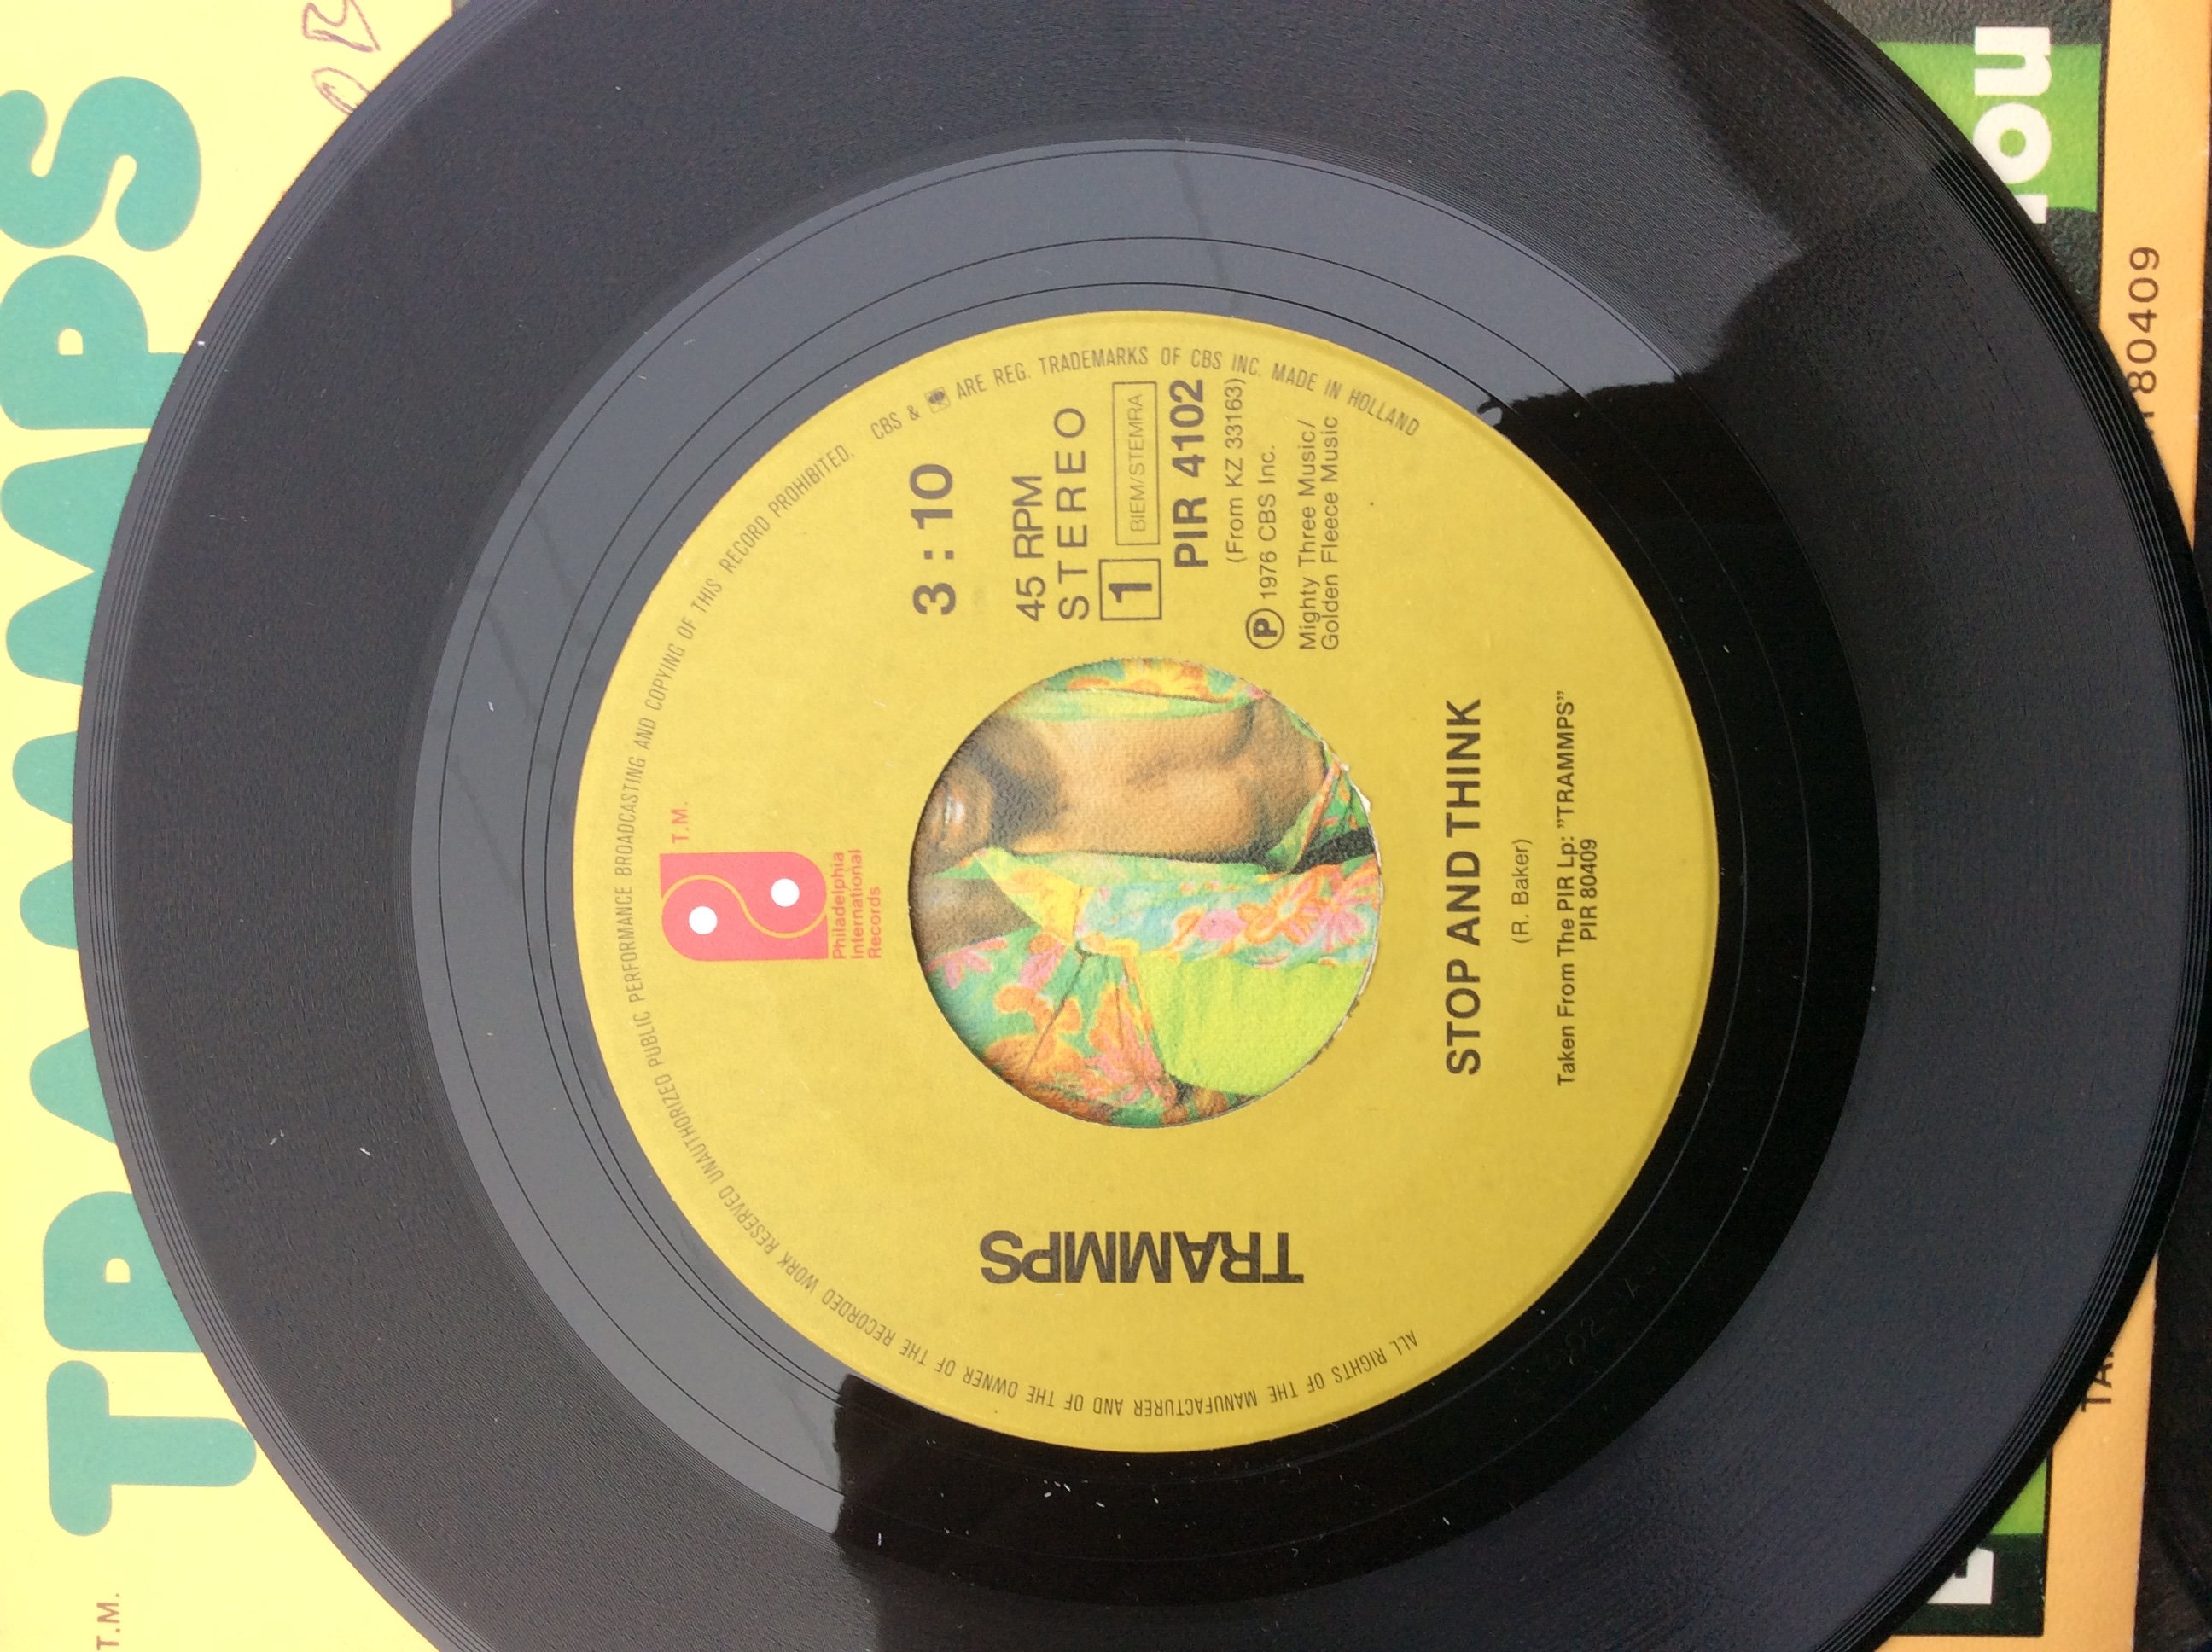 TRAMMPS
T.M.
ALL RIGHTS OF THE MANUFACTURER AND OF THE OWNER OF THE RECORDED WORK RESERVED UNAUTHORIZED PUBLIC PERFORMANCE BROADCASTING AND COPYING OF THIS RECORD PROHIBITED. CBS & ARE REG. TRADEMARKS OF CBS INC. MADE IN HOLLAND
T.M.
Philadelphia
International
Records
TRAMMPS
3:10
45 RPM
STEREO
1 BIEM/STEMRA
PIR 4102
(From KZ 33163)
Ⓟ 1976 CBS Inc.
Mighty Three Music/
Golden Fleece Music
STOP AND THINK
(R. Baker)
Taken From The PIR Lp: "TRAMMPS"
PIR 80409
80409